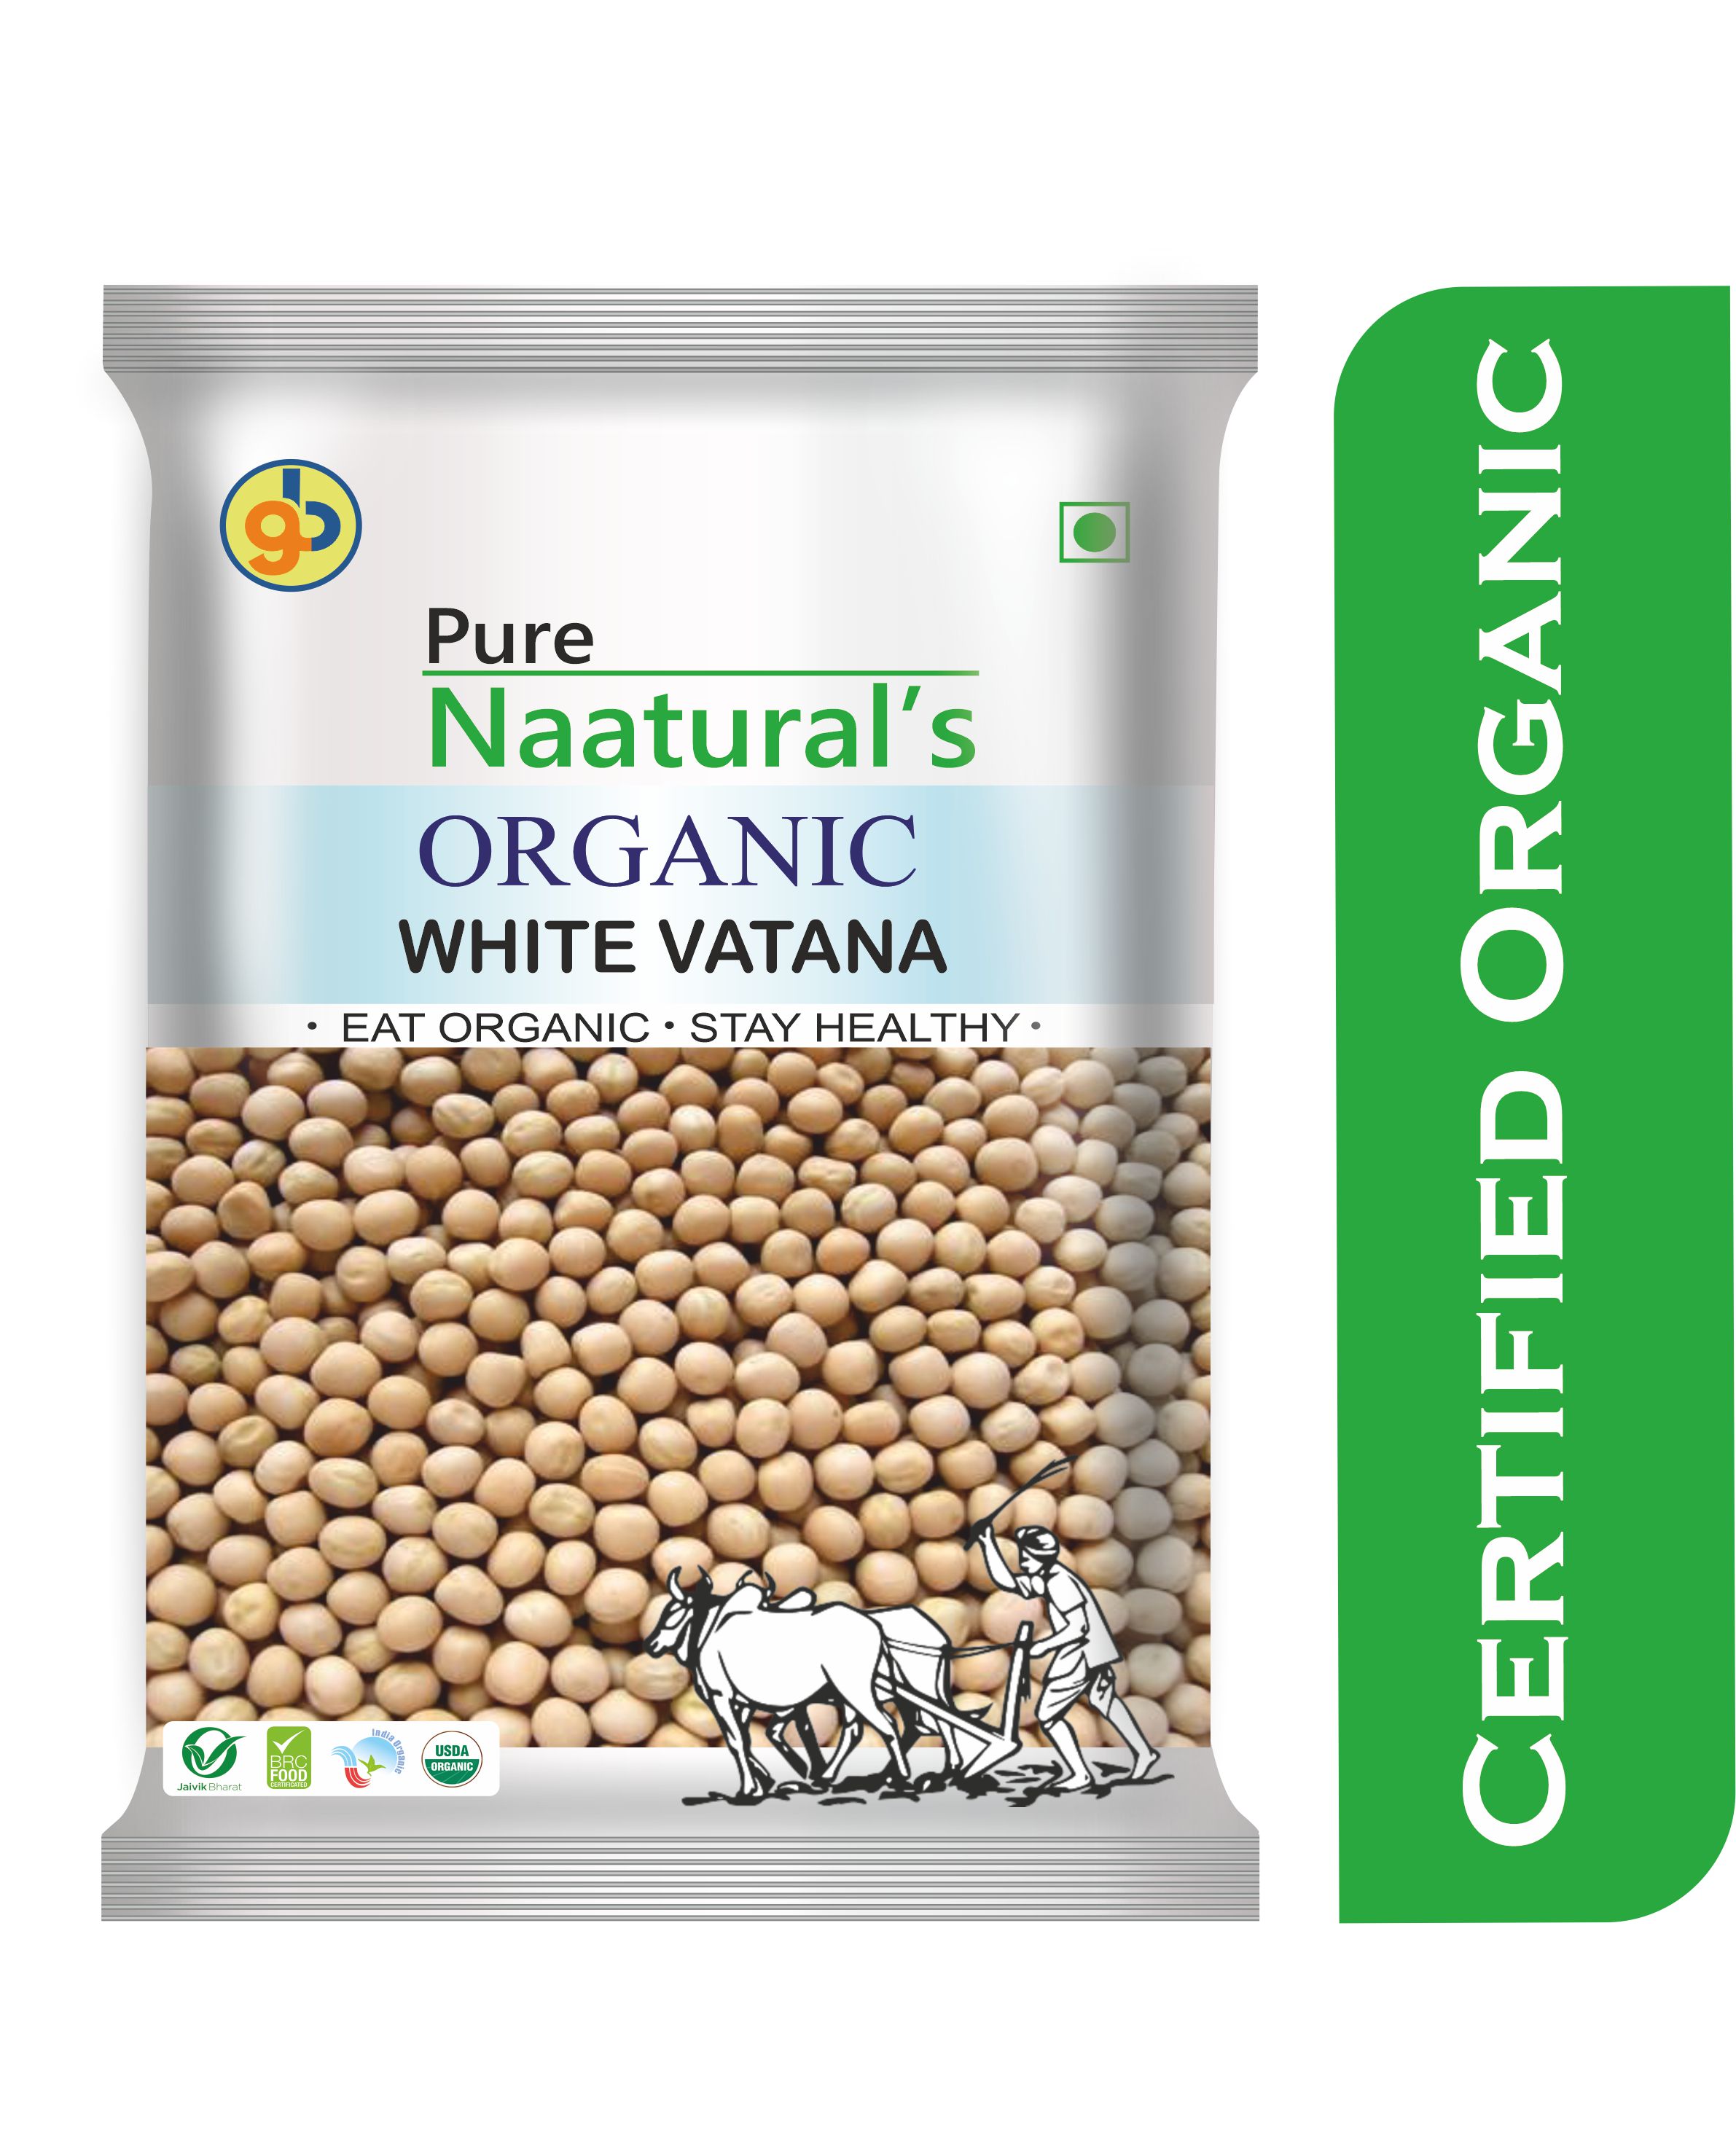 gb
Pure
Naatural's
ORGANIC
WHITE VATANA
• EAT ORGANIC • STAY HEALTHY •
Jaivik Bharat
BRC
FOOD
CERTIFICATED
India Organic
USDA
ORGANIC
CERTIFIED ORGANIC